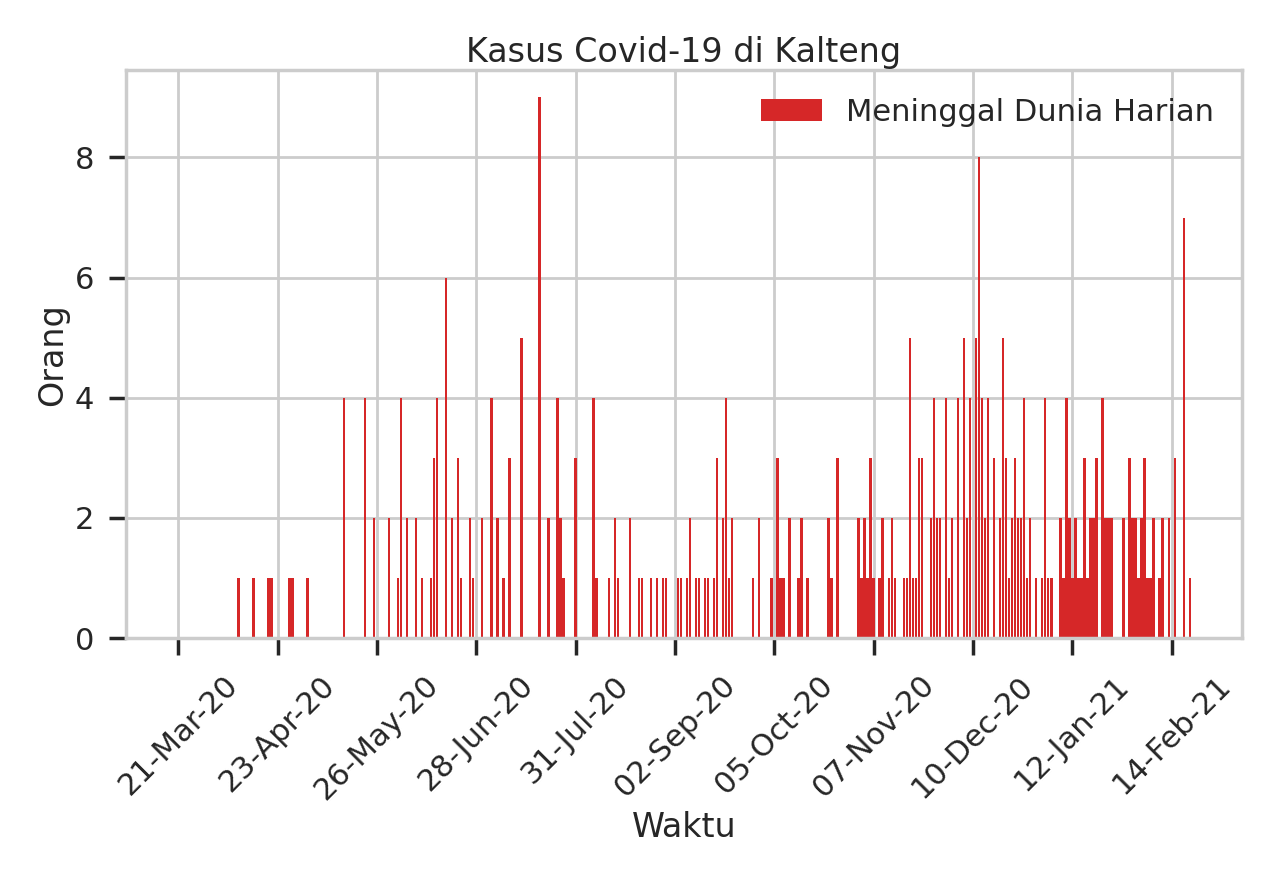 Kasus Covid-19 di Kalteng
Meninggal Dunia Harian
Orang
8
6
4
2
0
21-Mar-20
23-Apr-20
26-May-20
28-Jun-20
31-Jul-20
02-Sep-20
05-Oct-20
07-Nov-20
10-Dec-20
12-Jan-21
14-Feb-21
Waktu